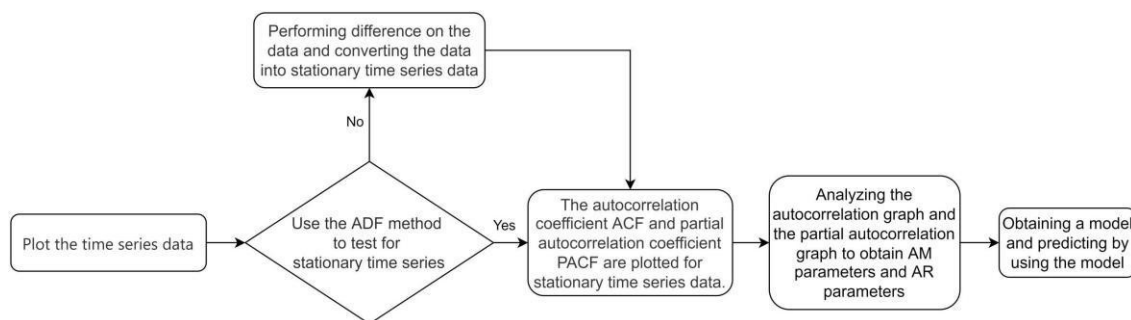 Performing difference on the
data and converting the data
into stationary time series data
No
Plot the time series data
Use the ADF method
to test for
stationary time series
Yes
The autocorrelation
coefficient ACF and partial
autocorrelation coefficient
PACF are plotted for
stationary time series data.
Analyzing the
autocorrelation graph and
the partial autocorrelation
graph to obtain AM
parameters and AR
parameters
Obtaining a model
and predicting by
using the model